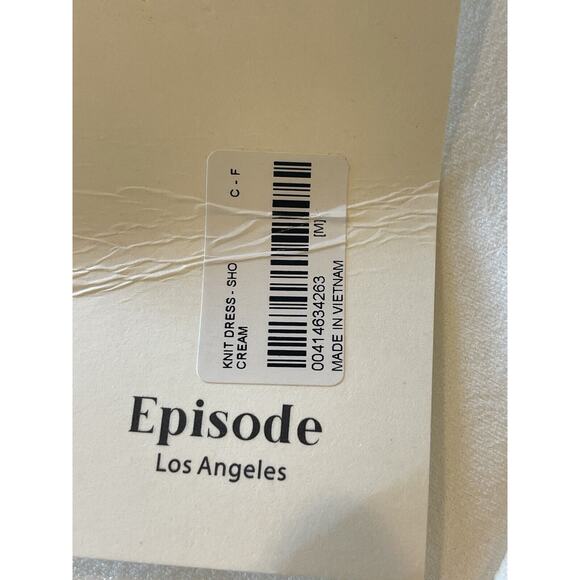 KNIT DRESS - SHO C - F
CREAM
00414634263 [M]
MADE IN VIETNAM
Episode
Los Angeles